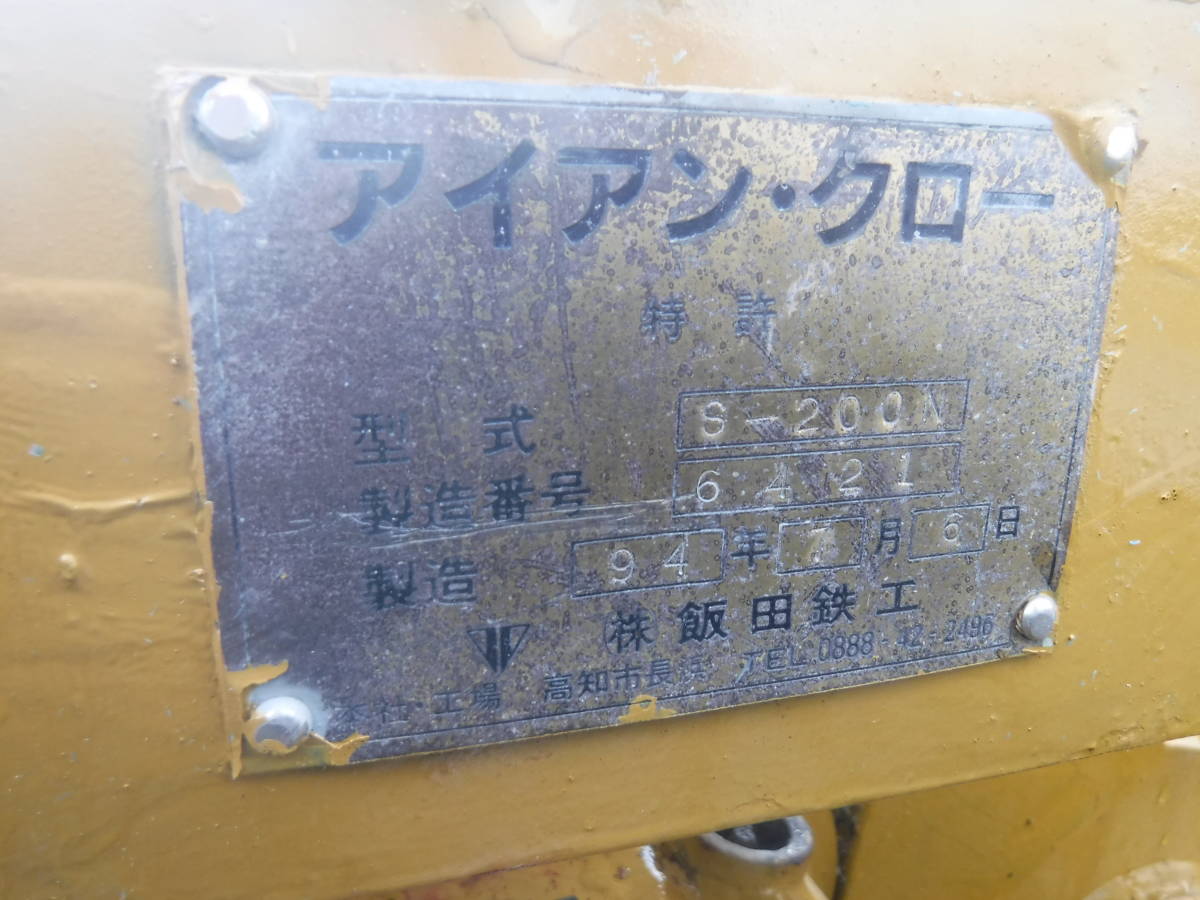 アイアン・クロー
特許
型式 S-200N
製造番号 6421
製造 94年7月6日
㈱飯田鉄工
本社・工場 高知市長浜 TEL.0888-42-2496